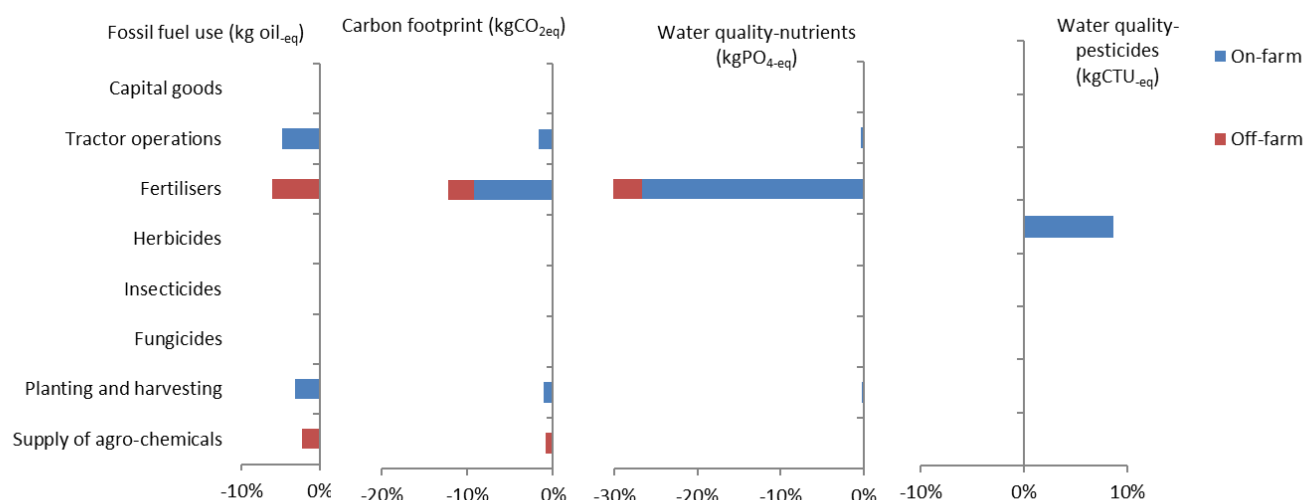 Fossil fuel use (kg oil-eq)
Carbon footprint (kgCO2eq)
Water quality-nutrients
(kgPO4-eq)
Water quality-
pesticides
(kgCTU-eq)
On-farm
Off-farm
Capital goods
Tractor operations
Fertilisers
Herbicides
Insecticides
Fungicides
Planting and harvesting
Supply of agro-chemicals
-10% 0%
-20% -10% 0%
-30% -20% -10% 0%
-10% 0% 10%